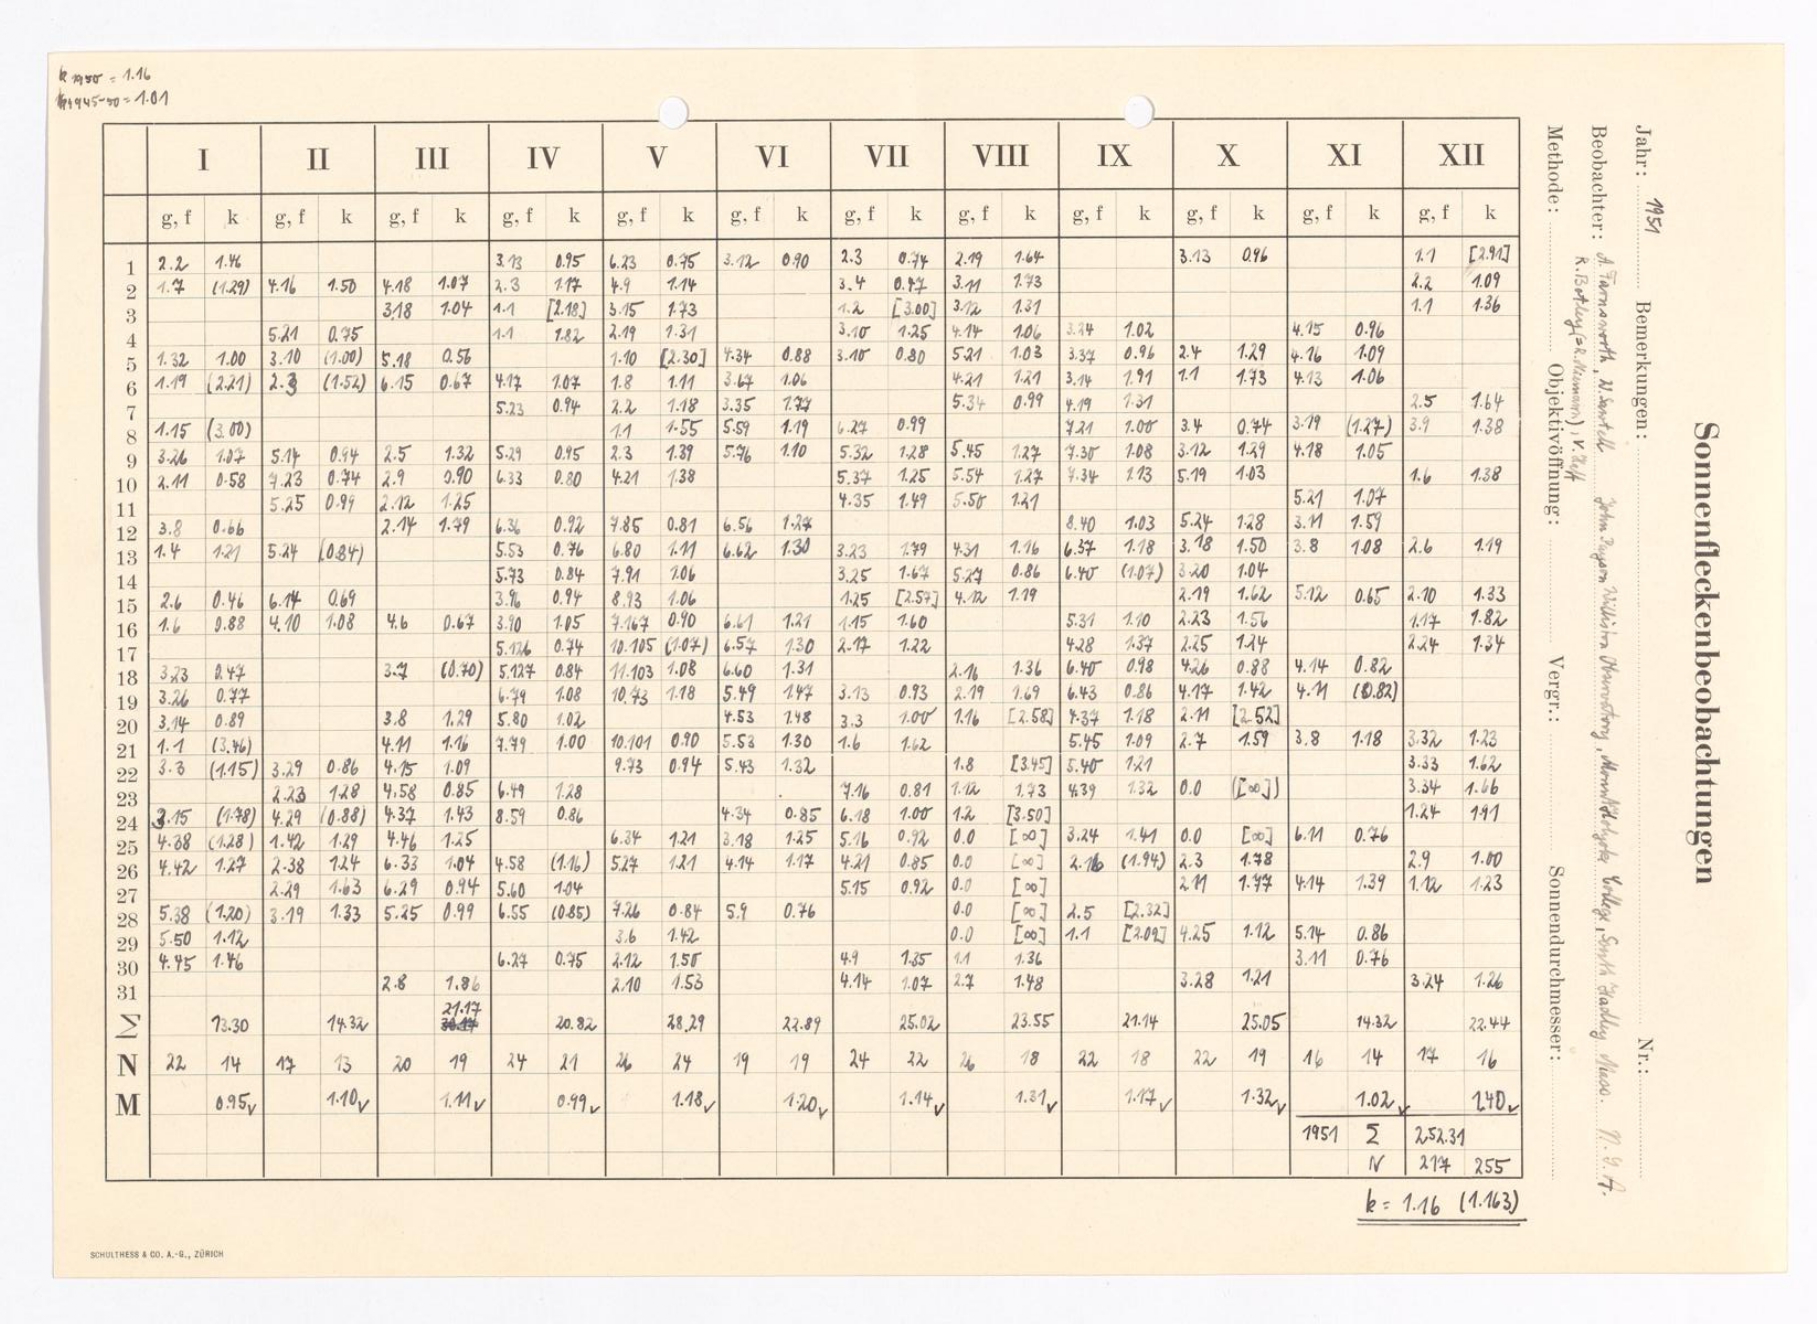 k 1950 = 1.16
k 1945-50 = 1.01
Sonnenfleckenbeobachtungen
Jahr: 1951 Bemerkungen: Nr.:
Beobachter: A. Farnsworth, John Payson Williston Observatory, Mount Holyoke College, South Hadley Mass.
Methode: Objektivöffnung: Vergr.: Sonnendurchmesser:
I II III IV V VI VII VIII IX X XI XII
g, f k g, f k g, f k g, f k g, f k g, f k g, f k g, f k g, f k g, f k g, f k g, f k
1 2.2 1.46 3.13 0.95 6.23 0.75 3.12 0.90 2.3 0.74 2.19 1.64 3.13 0.96 1.1 [2.91]
2 1.7 (1.29) 4.16 1.50 4.18 1.07 2.3 1.17 4.9 1.14 3.4 0.47 3.11 1.73 2.2 1.09
3 3.18 1.04 1.1 [2.18] 3.15 1.73 1.2 [3.00] 3.12 1.31 1.1 1.36
4 5.21 0.75 1.1 1.82 2.19 1.31 3.10 1.25 4.14 1.06 3.24 1.02 4.15 0.96
5 1.32 1.00 3.10 (1.00) 5.18 0.56 1.10 [2.30] 4.34 0.88 3.10 0.80 5.21 1.03 3.37 0.96 2.4 1.29 4.16 1.09
6 1.19 (2.21) 2.3 (1.52) 6.15 0.67 4.17 1.07 1.8 1.11 3.67 1.06 4.21 1.21 3.14 1.91 1.1 1.73 4.13 1.06
7 5.23 0.94 2.2 1.18 3.35 1.77 5.34 0.99 4.19 1.31 2.5 1.64
8 1.15 (3.00) 1.1 1.55 5.59 1.19 6.27 0.99 7.21 1.00 3.4 0.74 3.19 (1.27) 3.9 1.38
9 3.26 1.07 5.14 0.94 2.5 1.32 5.29 0.95 2.3 1.39 5.76 1.10 5.32 1.28 5.45 1.27 7.30 1.08 3.12 1.29 4.18 1.05
10 2.11 0.58 7.23 0.74 2.9 0.90 6.33 0.80 4.21 1.38 5.37 1.25 5.54 1.27 7.34 1.13 5.19 1.03 1.6 1.38
11 5.25 0.99 2.12 1.25 4.35 1.49 5.50 1.21 5.21 1.07
12 3.8 0.66 2.14 1.79 6.36 0.92 7.85 0.81 6.56 1.27 8.40 1.03 5.24 1.28 3.11 1.59
13 1.4 1.21 5.24 (0.84) 5.53 0.76 6.80 1.11 6.62 1.30 3.23 1.79 4.31 1.16 6.37 1.18 3.18 1.50 3.8 1.08 2.6 1.19
14 5.73 0.84 7.91 1.06 3.25 1.67 5.27 0.86 6.40 (1.07) 3.20 1.04
15 2.6 0.46 6.14 0.69 3.96 0.94 8.93 1.06 1.25 [2.57] 4.12 1.19 2.19 1.62 5.12 0.65 2.10 1.33
16 1.6 0.88 4.10 1.08 4.6 0.67 3.90 1.05 7.167 0.90 6.61 1.21 1.15 1.60 5.31 1.10 2.23 1.56 1.17 1.82
17 5.126 0.74 10.105 (1.07) 6.57 1.30 2.17 1.22 4.28 1.37 2.25 1.24 2.24 1.34
18 3.23 0.47 3.7 (0.70) 5.127 0.84 11.103 1.08 6.60 1.31 2.16 1.36 6.40 0.98 4.26 0.88 4.14 0.82
19 3.26 0.77 6.79 1.08 10.73 1.18 5.49 1.47 3.13 0.93 2.19 1.69 6.43 0.86 4.17 1.42 4.11 (0.82)
20 3.14 0.89 3.8 1.29 5.80 1.02 4.53 1.48 3.3 1.00 1.16 [2.58] 4.37 1.18 2.11 [2.52]
21 1.1 (3.46) 4.11 1.16 7.79 1.00 10.101 0.90 5.53 1.30 1.6 1.62 5.45 1.09 2.7 1.59 3.8 1.18 3.32 1.23
22 3.3 (1.15) 3.29 0.86 4.15 1.09 9.73 0.94 5.43 1.32 1.8 [3.45] 5.40 1.21 3.33 1.62
23 2.23 1.28 4.58 0.85 6.49 1.28 7.16 0.81 1.12 1.73 4.39 1.32 0.0 ([∞]) 3.34 1.66
24 3.15 (1.78) 4.29 (0.88) 4.37 1.43 8.59 0.86 4.34 0.85 6.18 1.00 1.2 [3.50] 1.24 1.91
25 4.38 (1.28) 1.42 1.29 4.46 1.25 6.34 1.21 3.18 1.25 5.16 0.92 0.0 [∞] 3.24 1.41 0.0 [∞] 6.11 0.76
26 4.42 1.27 2.38 1.24 6.33 1.04 4.58 (1.16) 5.27 1.21 4.14 1.17 4.21 0.85 0.0 [∞] 2.16 (1.94) 2.3 1.78 2.9 1.00
27 2.29 1.63 6.29 0.94 5.60 1.04 5.15 0.92 0.0 [∞] 2.11 1.77 4.14 1.39 1.12 1.23
28 5.38 (1.20) 3.19 1.33 5.25 0.99 6.55 (0.85) 7.26 0.84 5.9 0.76 0.0 [∞] 2.5 [2.32]
29 5.50 1.12 3.6 1.42 0.0 [∞] 1.1 [2.09] 4.25 1.12 5.14 0.86
30 4.45 1.46 6.27 0.75 2.12 1.50 4.9 1.35 1.1 1.36 3.11 0.76
31 2.8 1.86 2.10 1.53 4.14 1.07 2.7 1.48 3.28 1.21 3.24 1.26
Σ 13.30 14.32 21.17 20.82 28.29 22.89 25.02 23.55 21.14 25.05 14.32 22.44
N 22 14 17 13 20 19 24 21 26 24 19 19 24 22 26 18 22 18 22 19 16 14 17 16
M 0.95✓ 1.10✓ 1.11✓ 0.99✓ 1.18✓ 1.20✓ 1.14✓ 1.31✓ 1.17✓ 1.32✓ 1.02✓ 1.40✓
1951 Σ 252.31
N 217 255
k = 1.16 (1.163)
SCHULTHESS & CO. A.-G., ZÜRICH